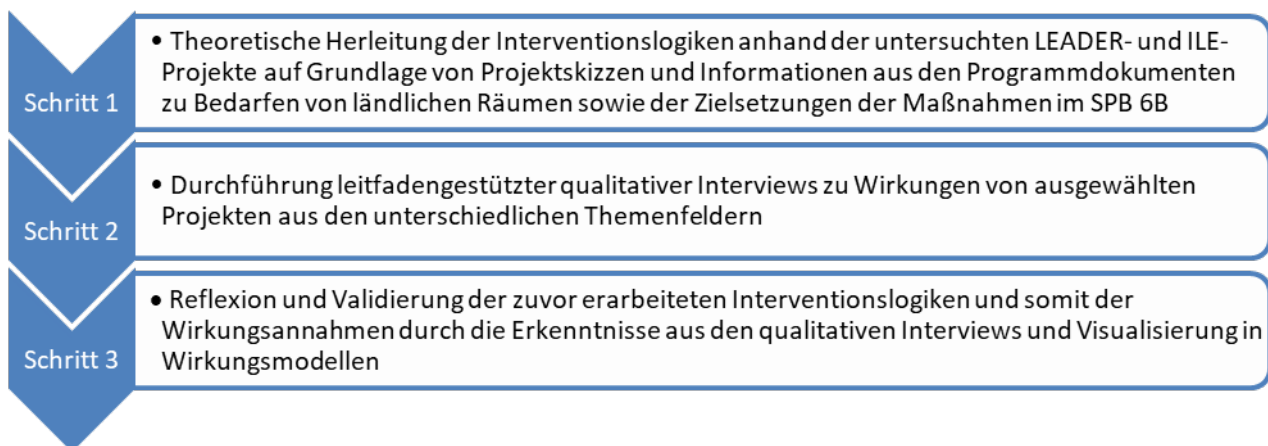 Schritt 1
• Theoretische Herleitung der Interventionslogiken anhand der untersuchten LEADER- und ILE-
Projekte auf Grundlage von Projektskizzen und Informationen aus den Programmdokumenten
zu Bedarfen von ländlichen Räumen sowie der Zielsetzungen der Maßnahmen im SPB 6B
Schritt 2
• Durchführung leitfadengestützter qualitativer Interviews zu Wirkungen von ausgewählten
Projekten aus den unterschiedlichen Themenfeldern
Schritt 3
• Reflexion und Validierung der zuvor erarbeiteten Interventionslogiken und somit der
Wirkungsannahmen durch die Erkenntnisse aus den qualitativen Interviews und Visualisierung in
Wirkungsmodellen